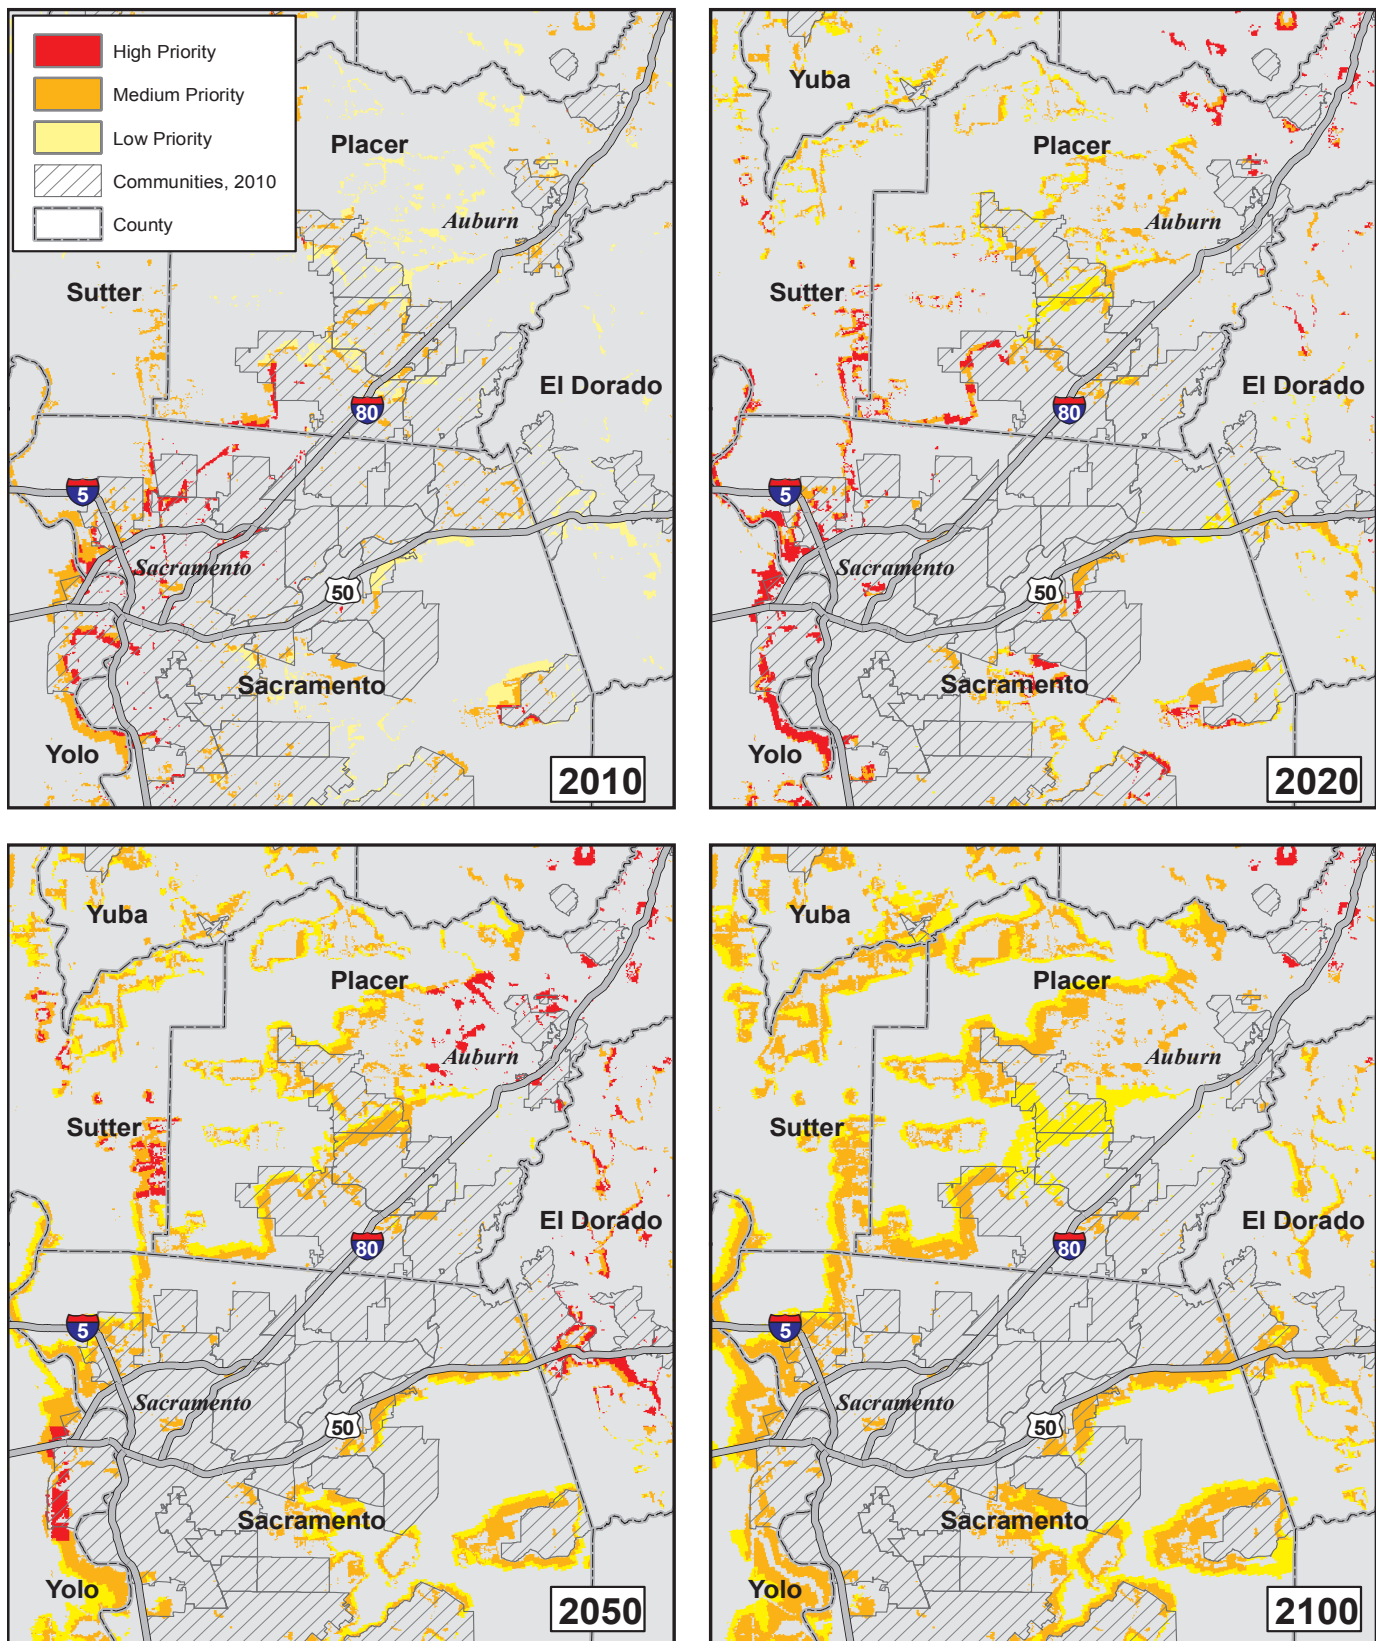 High Priority
Medium Priority
Low Priority
Communities, 2010
County
Placer
Auburn
Sutter
El Dorado
80
5
Sacramento
50
Sacramento
Yolo
2010
Yuba
Placer
Auburn
Sutter
El Dorado
80
5
Sacramento
50
Sacramento
Yolo
2020
Yuba
Placer
Auburn
Sutter
El Dorado
80
5
Sacramento
50
Sacramento
Yolo
2050
Yuba
Placer
Auburn
Sutter
El Dorado
80
5
Sacramento
50
Sacramento
Yolo
2100